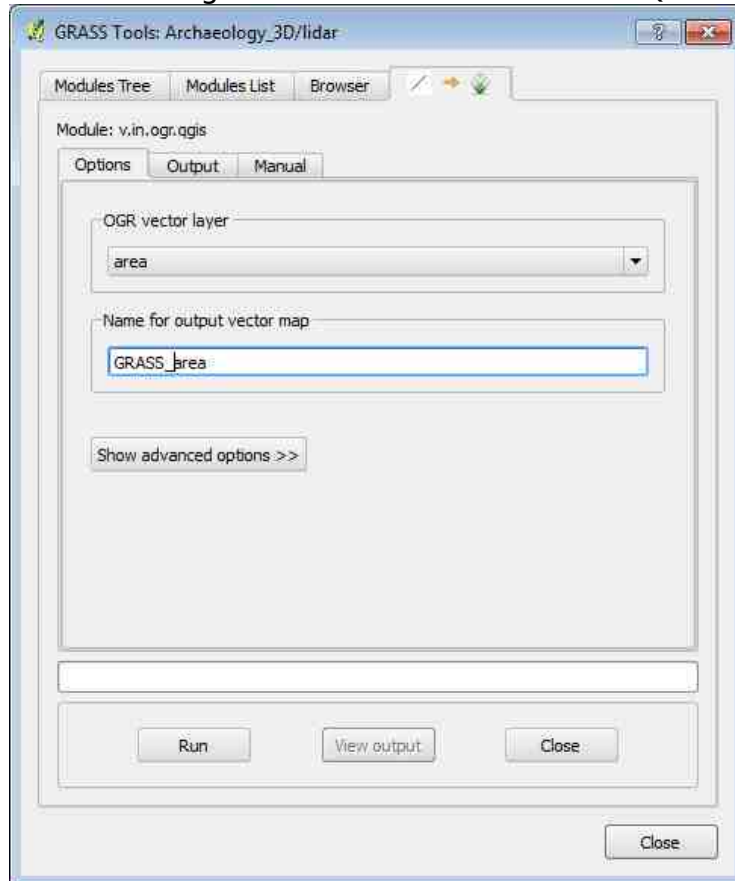 GRASS Tools: Archaeology_3D/lidar
Modules Tree Modules List Browser
Module: v.in.ogr.qgis
Options Output Manual
OGR vector layer
area
Name for output vector map
GRASS_area
Show advanced options >>
Run View output Close
Close